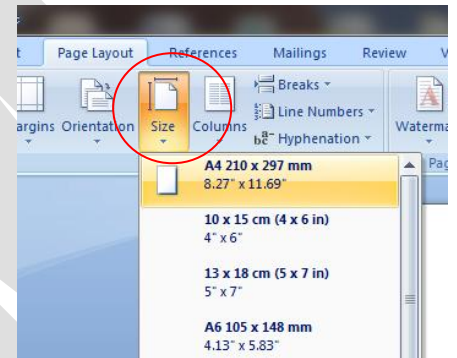 Page Layout References Mailings Review
Orientation Size Columns Breaks
Line Numbers
Hyphenation
A4 210 x 297 mm
8.27" x 11.69"
10 x 15 cm (4 x 6 in)
4" x 6"
13 x 18 cm (5 x 7 in)
5" x 7"
A6 105 x 148 mm
4.13" x 5.83"